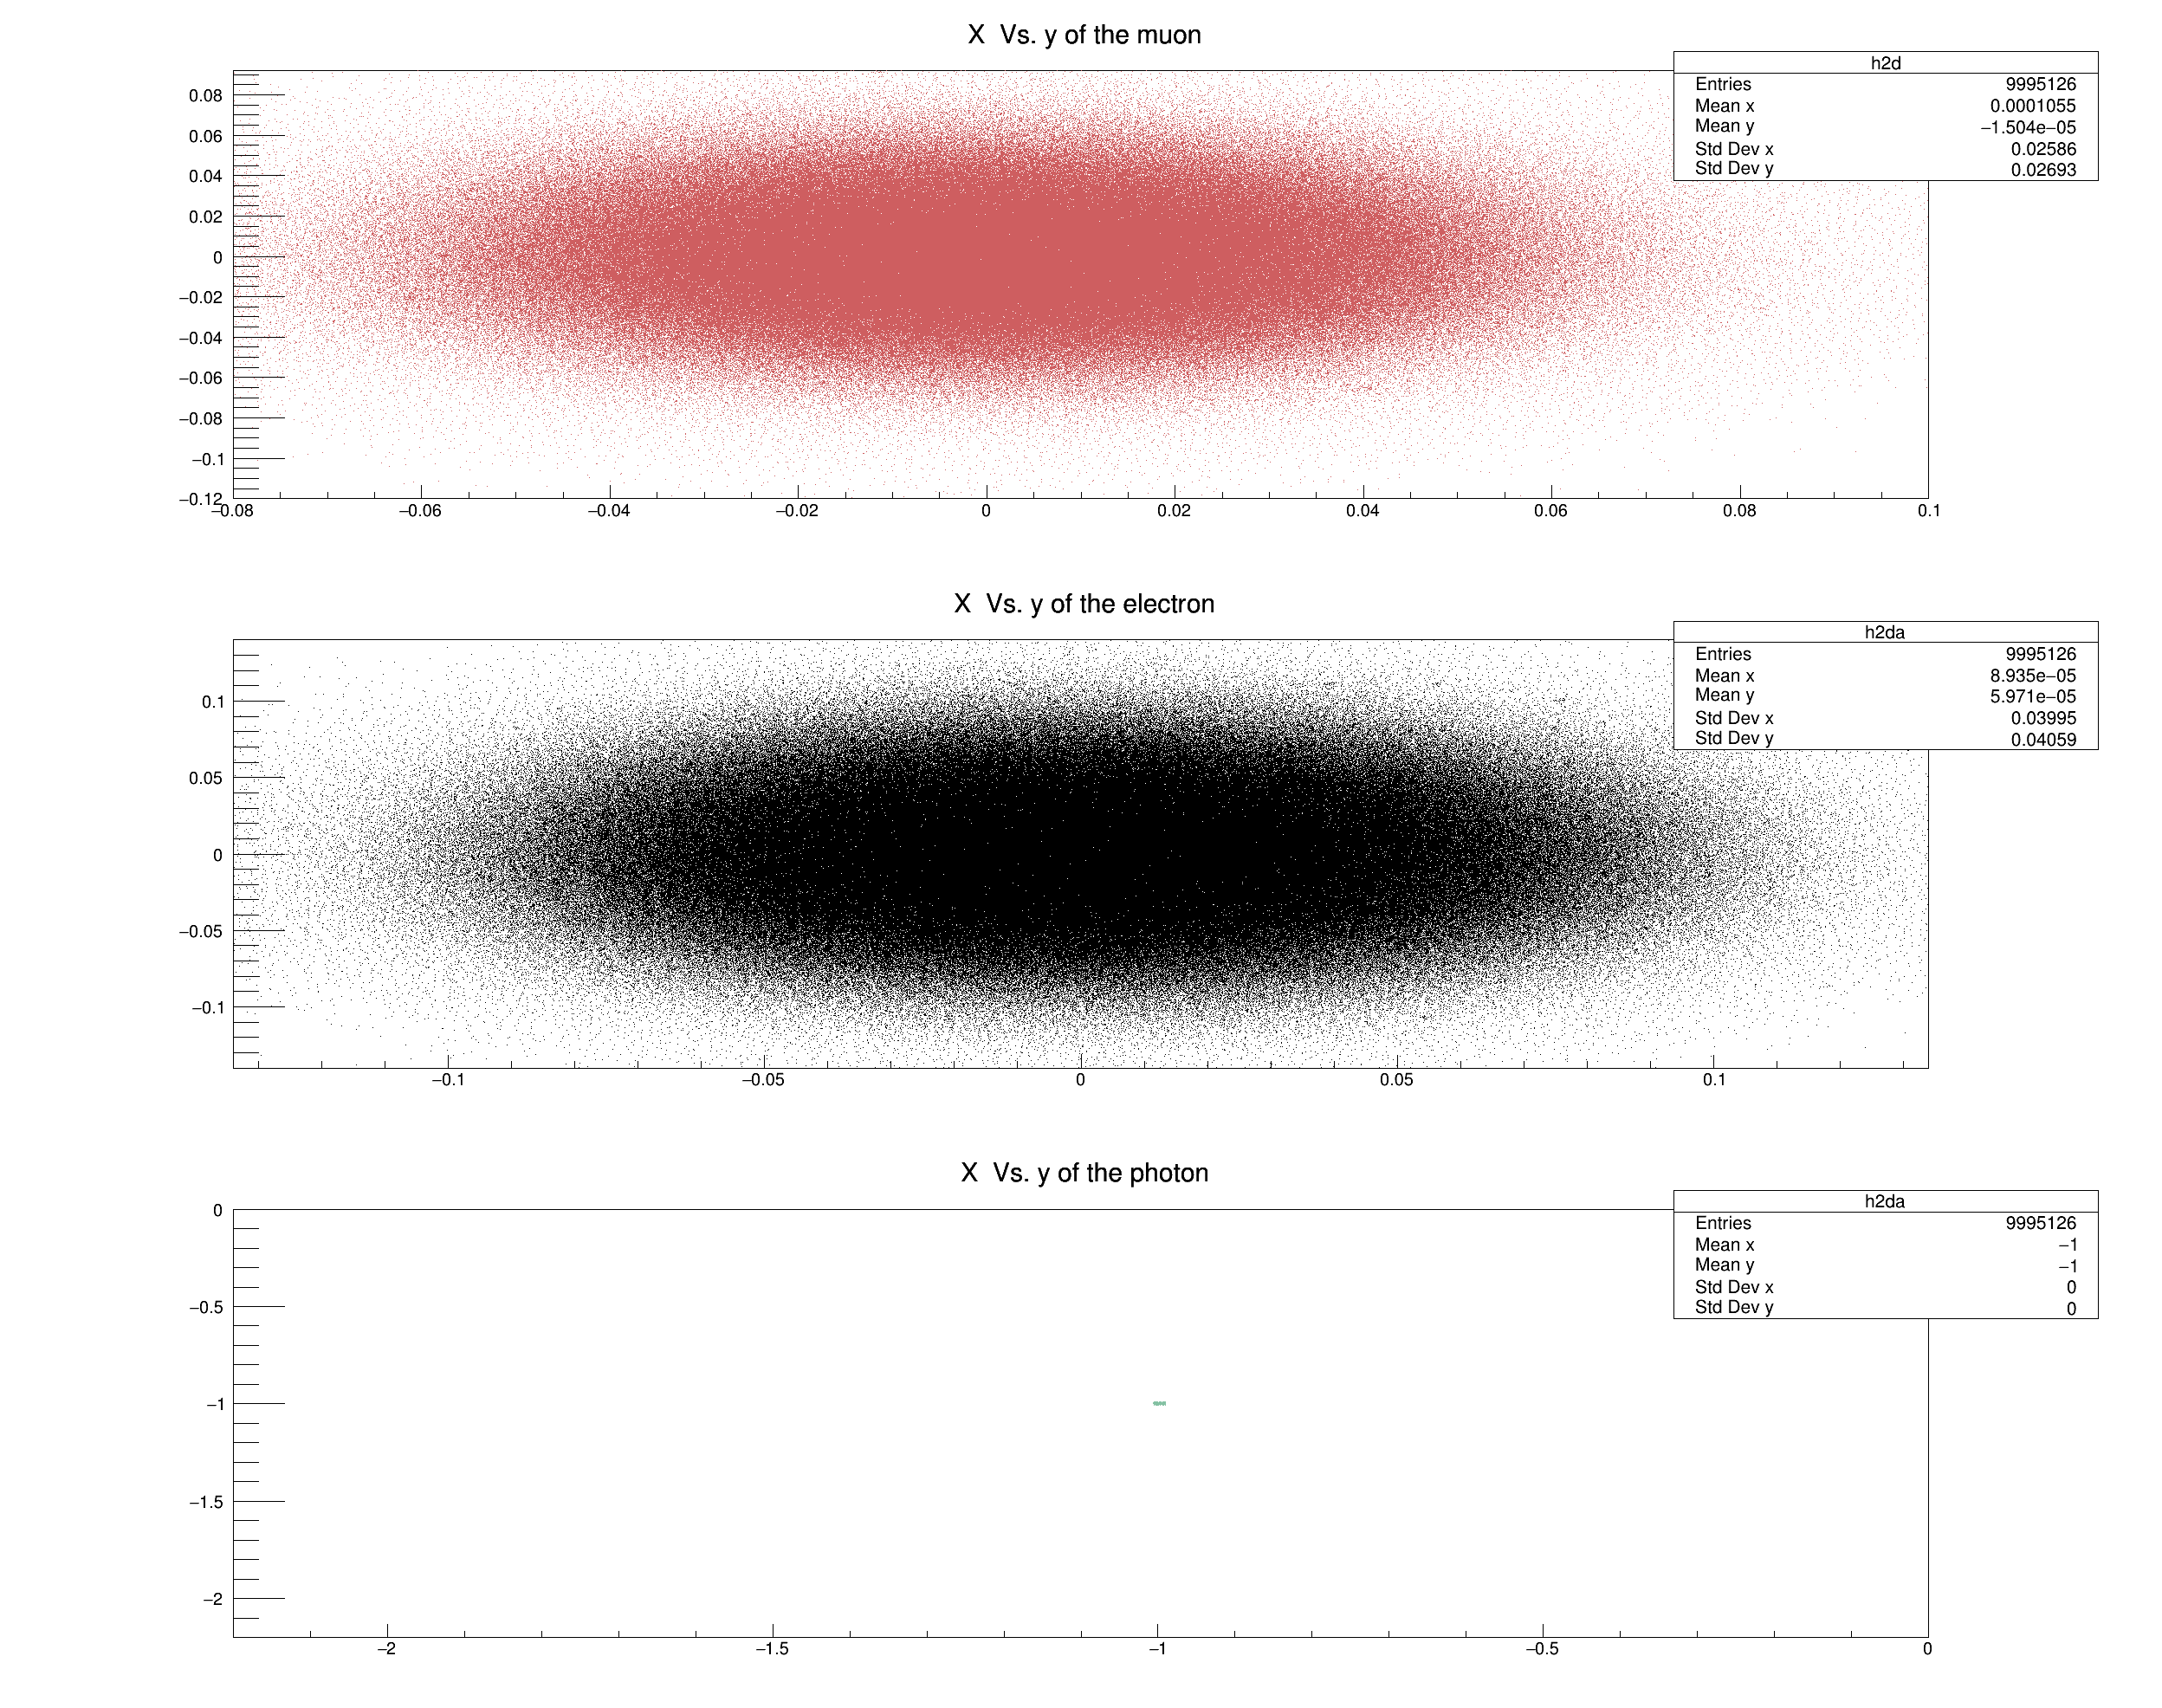 X Vs. y of the muon
h2d
Entries 9995126
Mean x 0.0001055
Mean y −1.504e−05
Std Dev x 0.02586
Std Dev y 0.02693
0.08
0.06
0.04
0.02
0
−0.02
−0.04
−0.06
−0.08
−0.1
−0.12
−0.08 −0.06 −0.04 −0.02 0 0.02 0.04 0.06 0.08 0.1
X Vs. y of the electron
h2da
Entries 9995126
Mean x 8.935e−05
Mean y 5.971e−05
Std Dev x 0.03995
Std Dev y 0.04059
0.1
0.05
0
−0.05
−0.1
−0.1 −0.05 0 0.05 0.1
X Vs. y of the photon
h2da
Entries 9995126
Mean x −1
Mean y −1
Std Dev x 0
Std Dev y 0
0
−0.5
−1
−1.5
−2
−2 −1.5 −1 −0.5 0